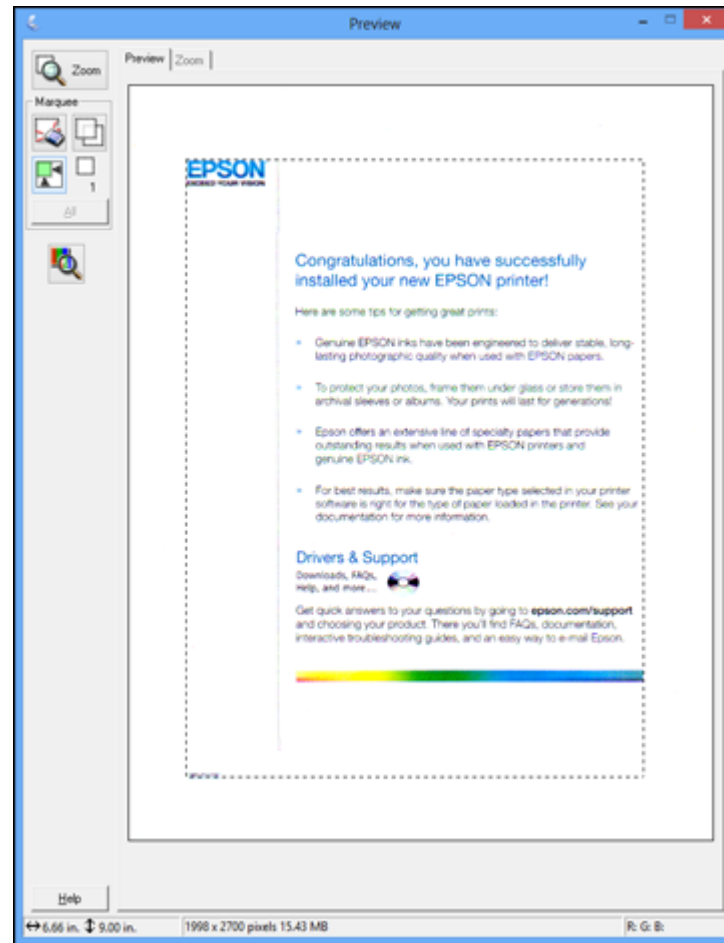 Preview
Zoom
Preview Zoom
Marquee
1
All
EPSON
EXCEED YOUR VISION
Congratulations, you have successfully
installed your new EPSON printer!
Here are some tips for getting great prints:
Genuine EPSON inks have been engineered to deliver stable, long-
lasting photographic quality when used with EPSON papers.
To protect your photos, frame them under glass or store them in
archival sleeves or albums. Your prints will last for generations!
Epson offers an extensive line of specialty papers that provide
outstanding results when used with EPSON printers and
genuine EPSON ink.
For best results, make sure the paper type selected in your printer
software is right for the type of paper loaded in the printer. See your
documentation for more information.
Drivers & Support
Downloads, FAQs,
Help, and more...
Get quick answers to your questions by going to epson.com/support
and choosing your product. There you'll find FAQs, documentation,
interactive troubleshooting guides, and an easy way to e-mail Epson.
Help
6.66 in. 9.00 in. 1998 x 2700 pixels 15.43 MB R: G: B: